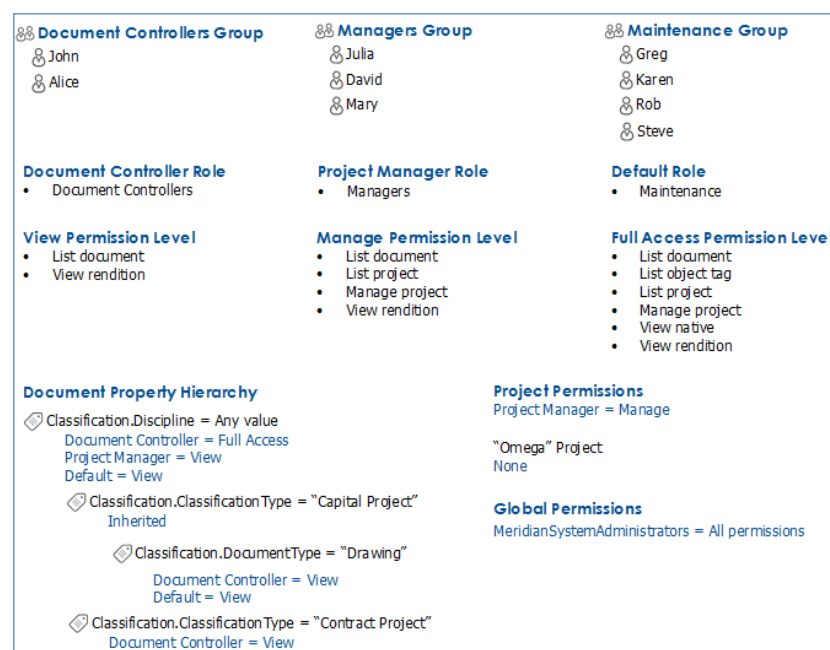 Document Controllers Group
John
Alice
Managers Group
Julia
David
Mary
Maintenance Group
Greg
Karen
Rob
Steve
Document Controller Role
• Document Controllers
Project Manager Role
• Managers
Default Role
• Maintenance
View Permission Level
• List document
• View rendition
Manage Permission Level
• List document
• List project
• Manage project
• View rendition
Full Access Permission Level
• List document
• List object tag
• List project
• Manage project
• View native
• View rendition
Document Property Hierarchy
Classification.Discipline = Any value
Document Controller = Full Access
Project Manager = View
Default = View
Classification.ClassificationType = “Capital Project”
Inherited
Classification.DocumentType = “Drawing”
Document Controller = View
Default = View
Classification.ClassificationType = “Contract Project”
Document Controller = View
Project Permissions
Project Manager = Manage
“Omega” Project
None
Global Permissions
MeridianSystemAdministrators = All permissions